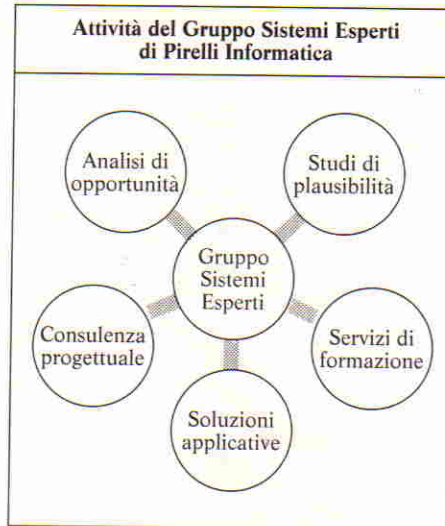 Attività del Gruppo Sistemi Esperti
di Pirelli Informatica
Analisi di
opportunità
Studi di
plausibilità
Gruppo
Sistemi
Esperti
Consulenza
progettuale
Servizi di
formazione
Soluzioni
applicative